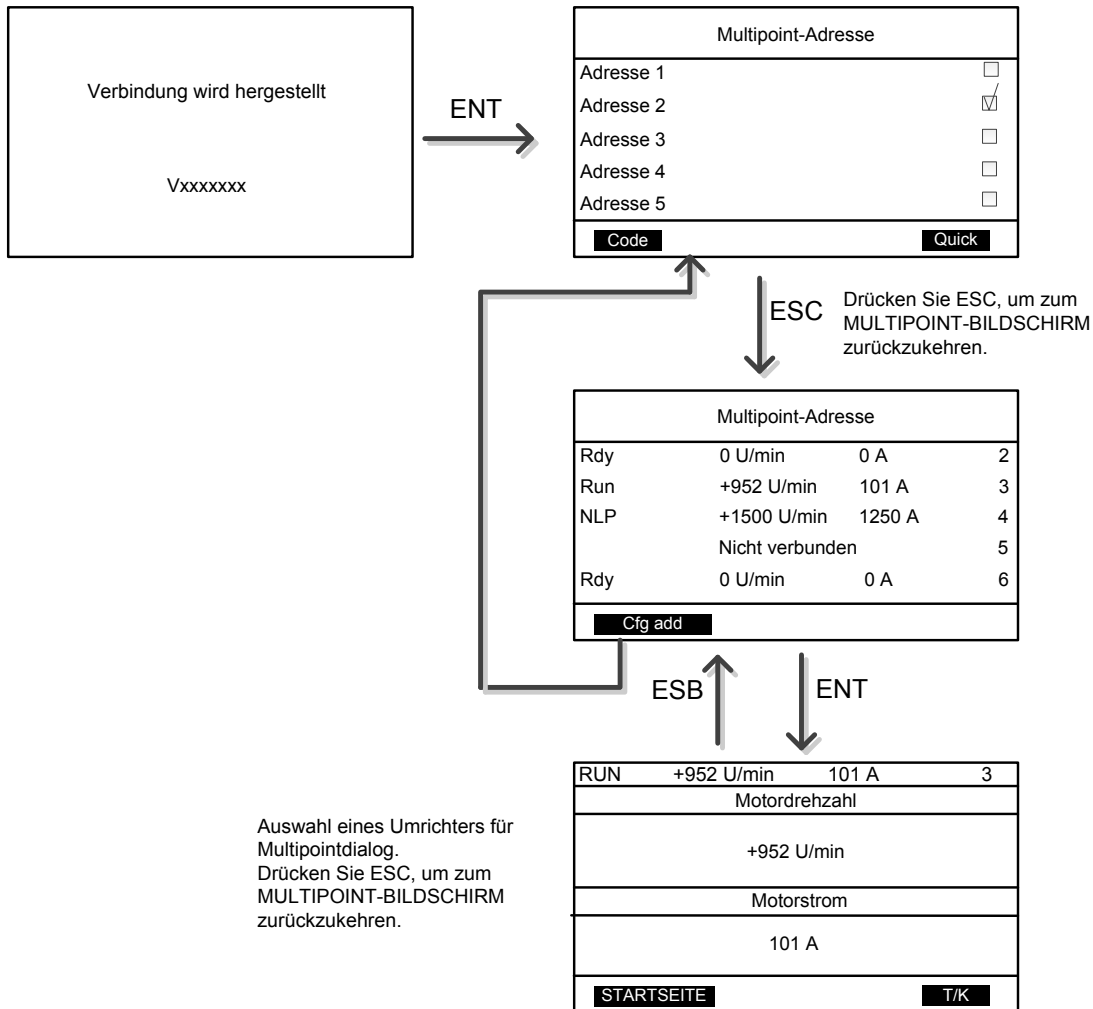 Verbindung wird hergestellt
Vxxxxxxx
ENT
Multipoint-Adresse
Adresse 1
Adresse 2
Adresse 3
Adresse 4
Adresse 5
Code Quick
ESC
Drücken Sie ESC, um zum
MULTIPOINT-BILDSCHIRM
zurückzukehren.
Multipoint-Adresse
Rdy 0 U/min 0 A 2
Run +952 U/min 101 A 3
NLP +1500 U/min 1250 A 4
Nicht verbunden 5
Rdy 0 U/min 0 A 6
Cfg add
ESB ENT
Auswahl eines Umrichters für
Multipointdialog.
Drücken Sie ESC, um zum
MULTIPOINT-BILDSCHIRM
zurückzukehren.
RUN +952 U/min 101 A 3
Motordrehzahl
+952 U/min
Motorstrom
101 A
STARTSEITE T/K